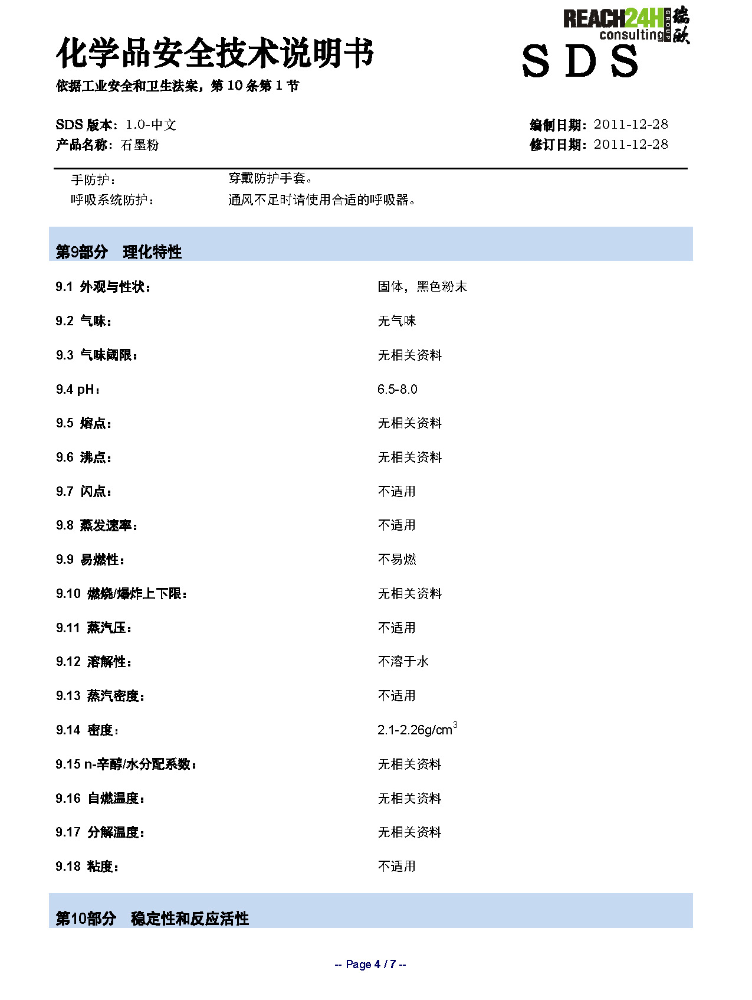 REACH24H
GROUP
瑞欧
consulting
化学品安全技术说明书
SDS
依据工业安全和卫生法案，第 10 条第 1 节
SDS 版本：1.0-中文 编制日期：2011-12-28
产品名称：石墨粉 修订日期：2011-12-28
手防护： 穿戴防护手套。
呼吸系统防护： 通风不足时请使用合适的呼吸器。
第9部分 理化特性
9.1 外观与性状： 固体，黑色粉末
9.2 气味： 无气味
9.3 气味阈限： 无相关资料
9.4 pH： 6.5-8.0
9.5 熔点： 无相关资料
9.6 沸点： 无相关资料
9.7 闪点： 不适用
9.8 蒸发速率： 不适用
9.9 易燃性： 不易燃
9.10 燃烧/爆炸上下限： 无相关资料
9.11 蒸汽压： 不适用
9.12 溶解性： 不溶于水
9.13 蒸汽密度： 不适用
9.14 密度： 2.1-2.26g/cm³
9.15 n-辛醇/水分配系数： 无相关资料
9.16 自燃温度： 无相关资料
9.17 分解温度： 无相关资料
9.18 粘度： 不适用
第10部分 稳定性和反应活性
-- Page 4 / 7 --